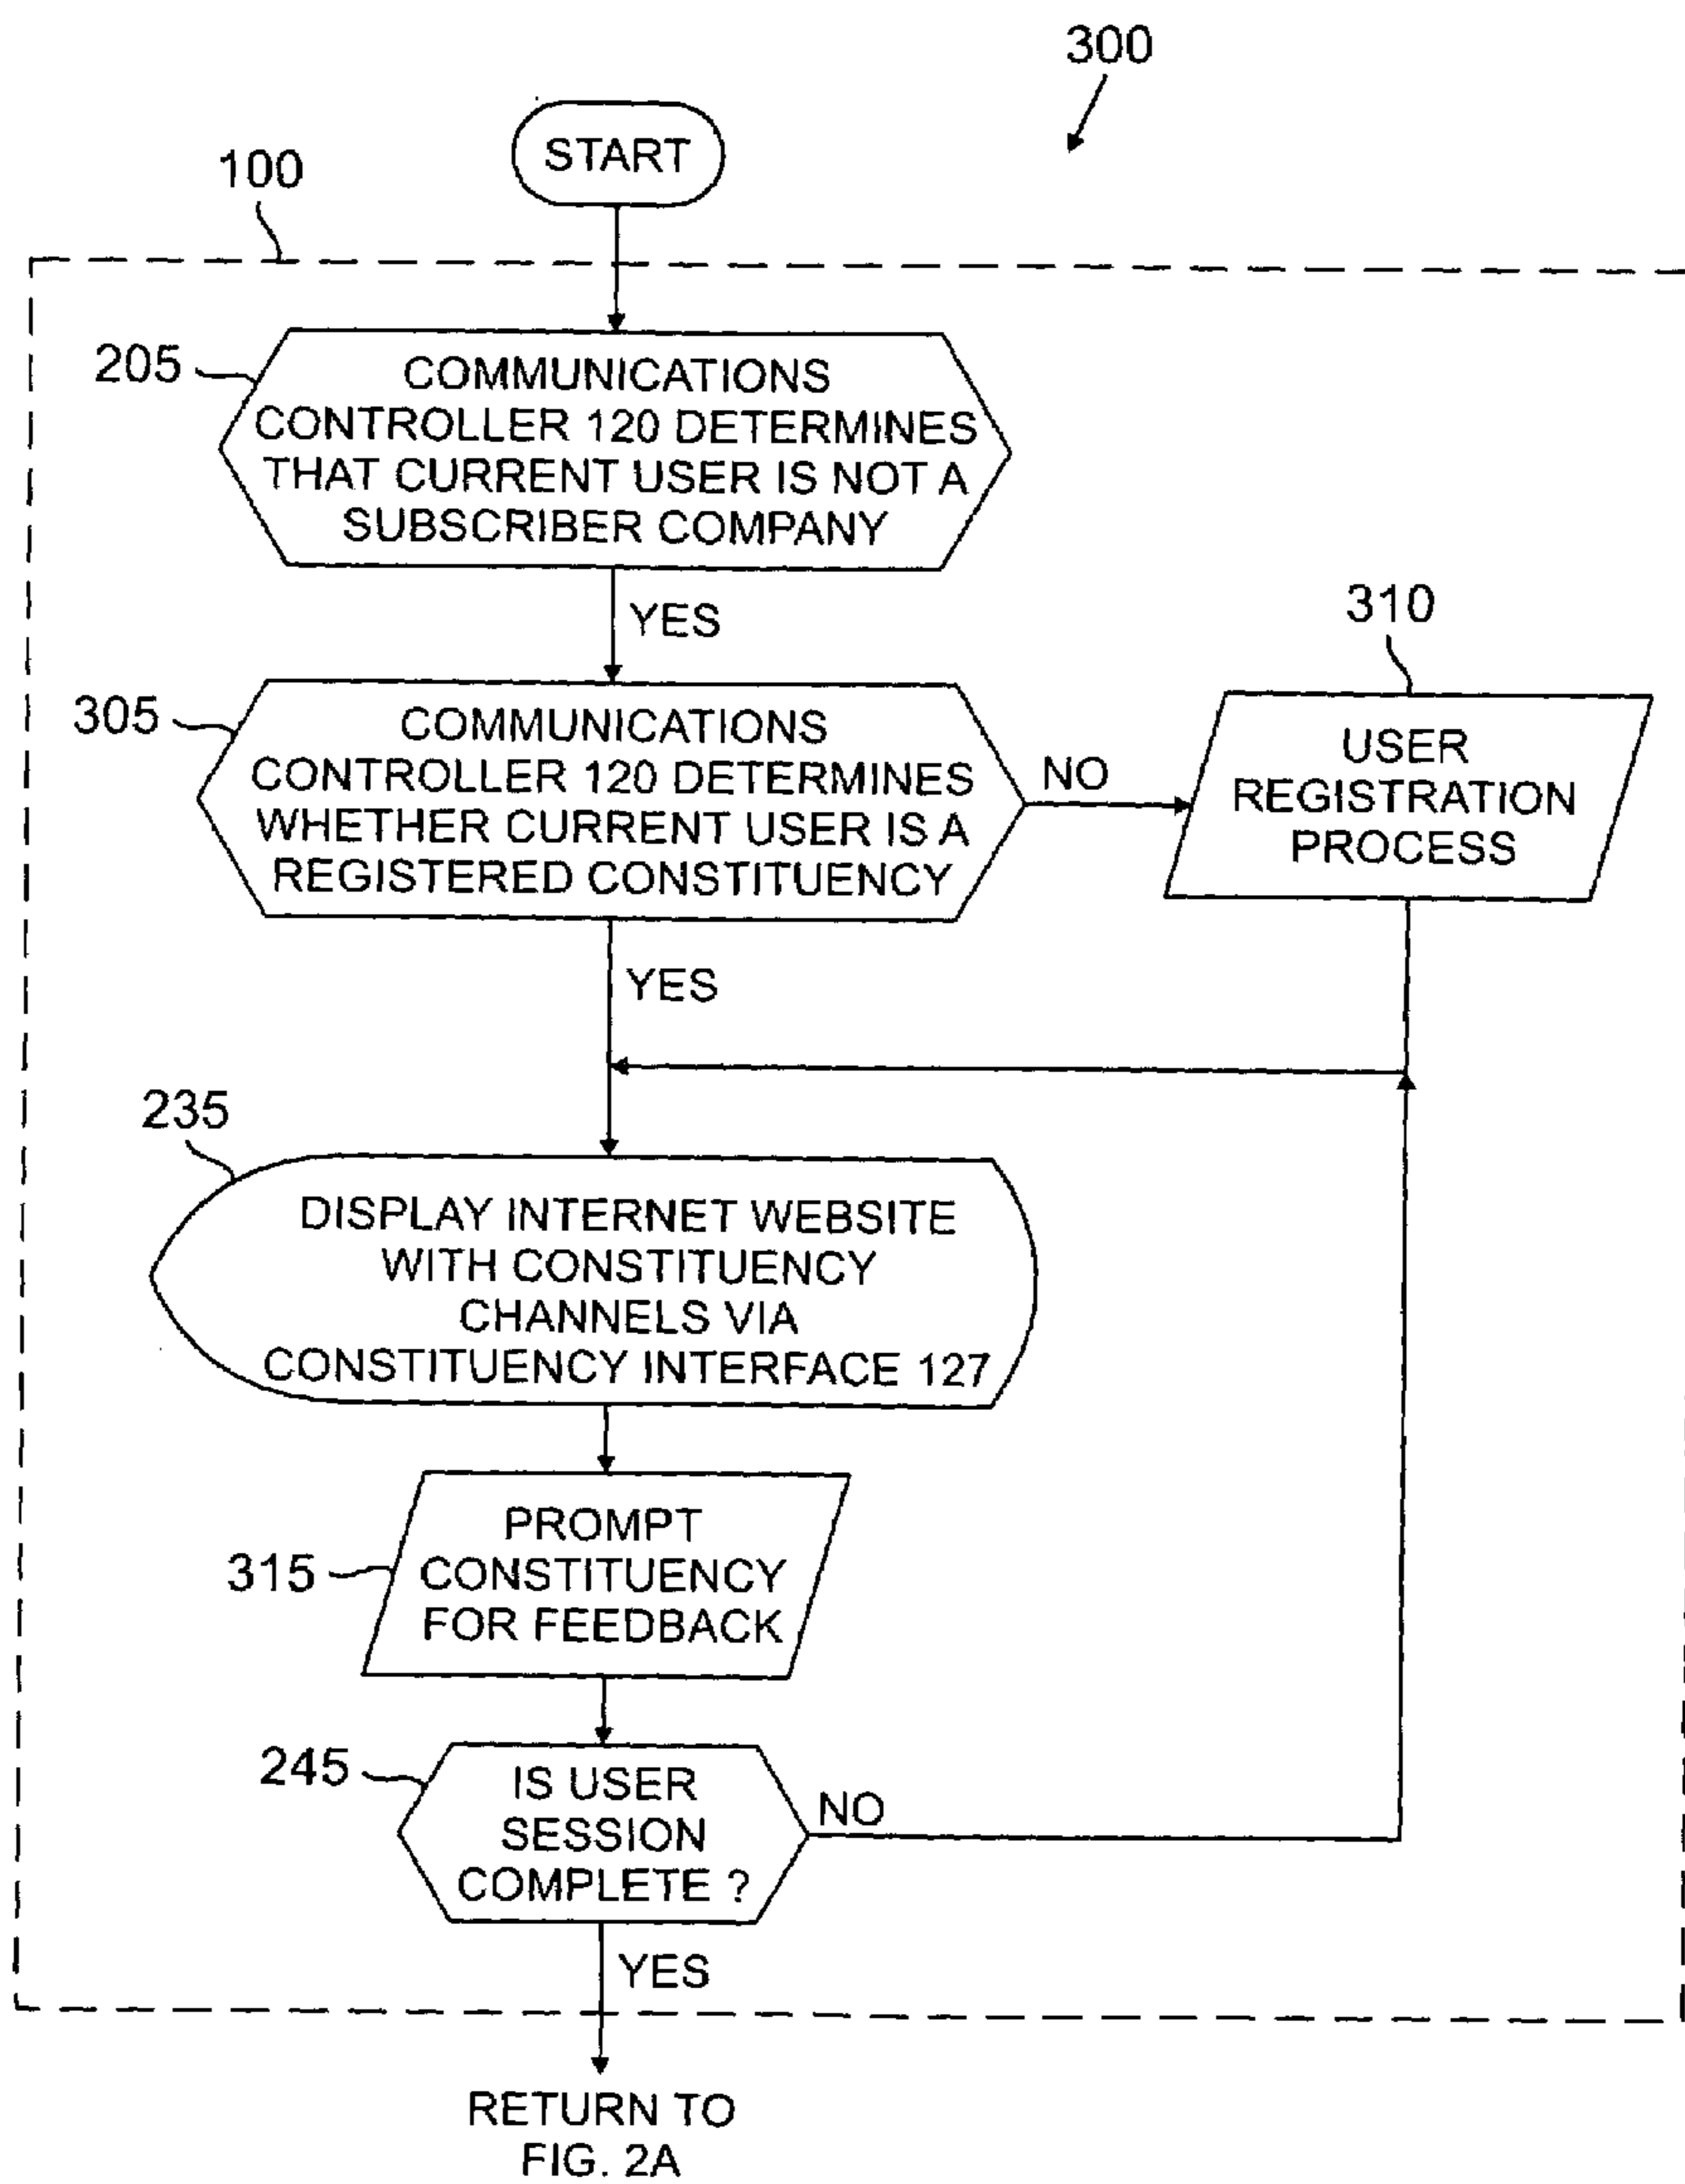 300
START
100
205
COMMUNICATIONS
CONTROLLER 120 DETERMINES
THAT CURRENT USER IS NOT A
SUBSCRIBER COMPANY
YES
310
305
COMMUNICATIONS
CONTROLLER 120 DETERMINES
WHETHER CURRENT USER IS A
REGISTERED CONSTITUENCY
NO
USER
REGISTRATION
PROCESS
YES
235
DISPLAY INTERNET WEBSITE
WITH CONSTITUENCY
CHANNELS VIA
CONSTITUENCY INTERFACE 127
315
PROMPT
CONSTITUENCY
FOR FEEDBACK
245
IS USER
SESSION
COMPLETE ?
NO
YES
RETURN TO
FIG. 2A